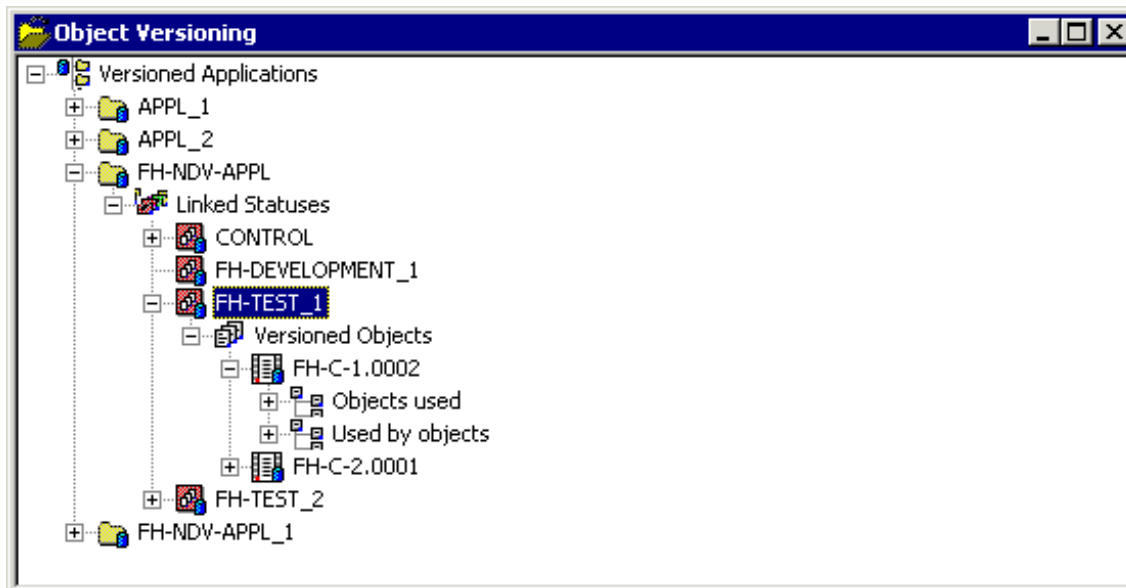 Object Versioning
Versioned Applications
APPL_1
APPL_2
FH-NDV-APPL
Linked Statuses
CONTROL
FH-DEVELOPMENT_1
FH-TEST_1
Versioned Objects
FH-C-1.0002
Objects used
Used by objects
FH-C-2.0001
FH-TEST_2
FH-NDV-APPL_1